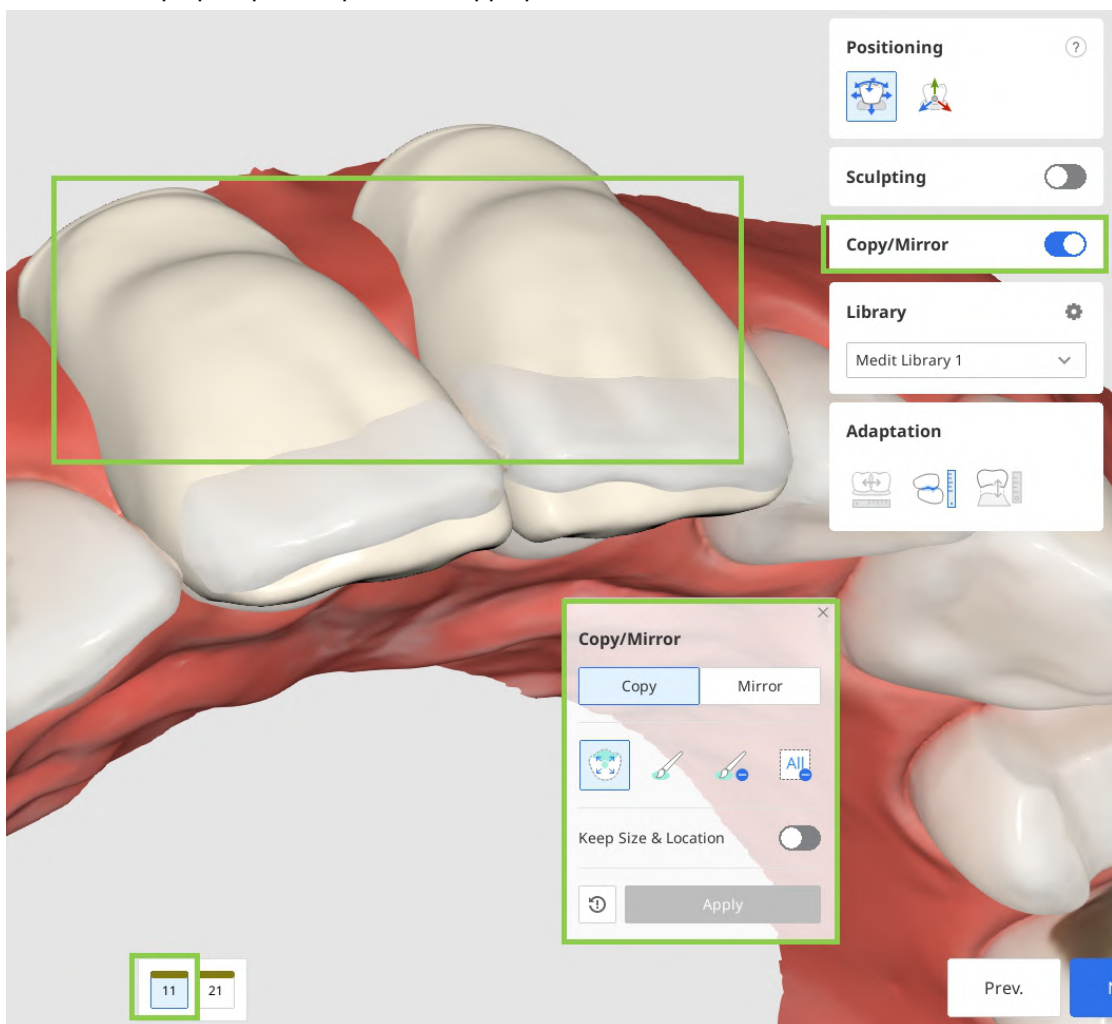 Positioning
?
Sculpting
Copy/Mirror
Library
Medit Library 1
Adaptation
Copy/Mirror
Copy Mirror
All
Keep Size & Location
Apply
11 21
Prev.